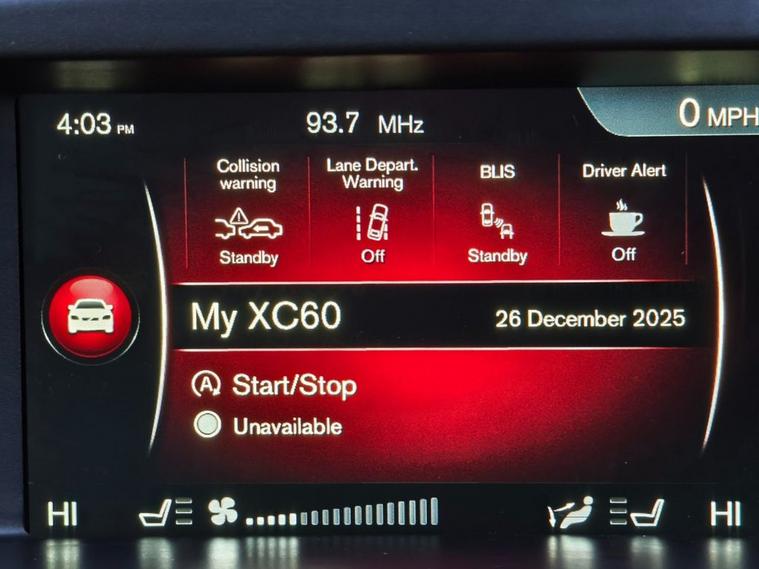 4:03 PM 93.7 MHz 0 MPH
Collision
warning
Standby
Lane Depart.
Warning
Off
BLIS
Standby
Driver Alert
Off
My XC60 26 December 2025
A Start/Stop
Unavailable
HI HI